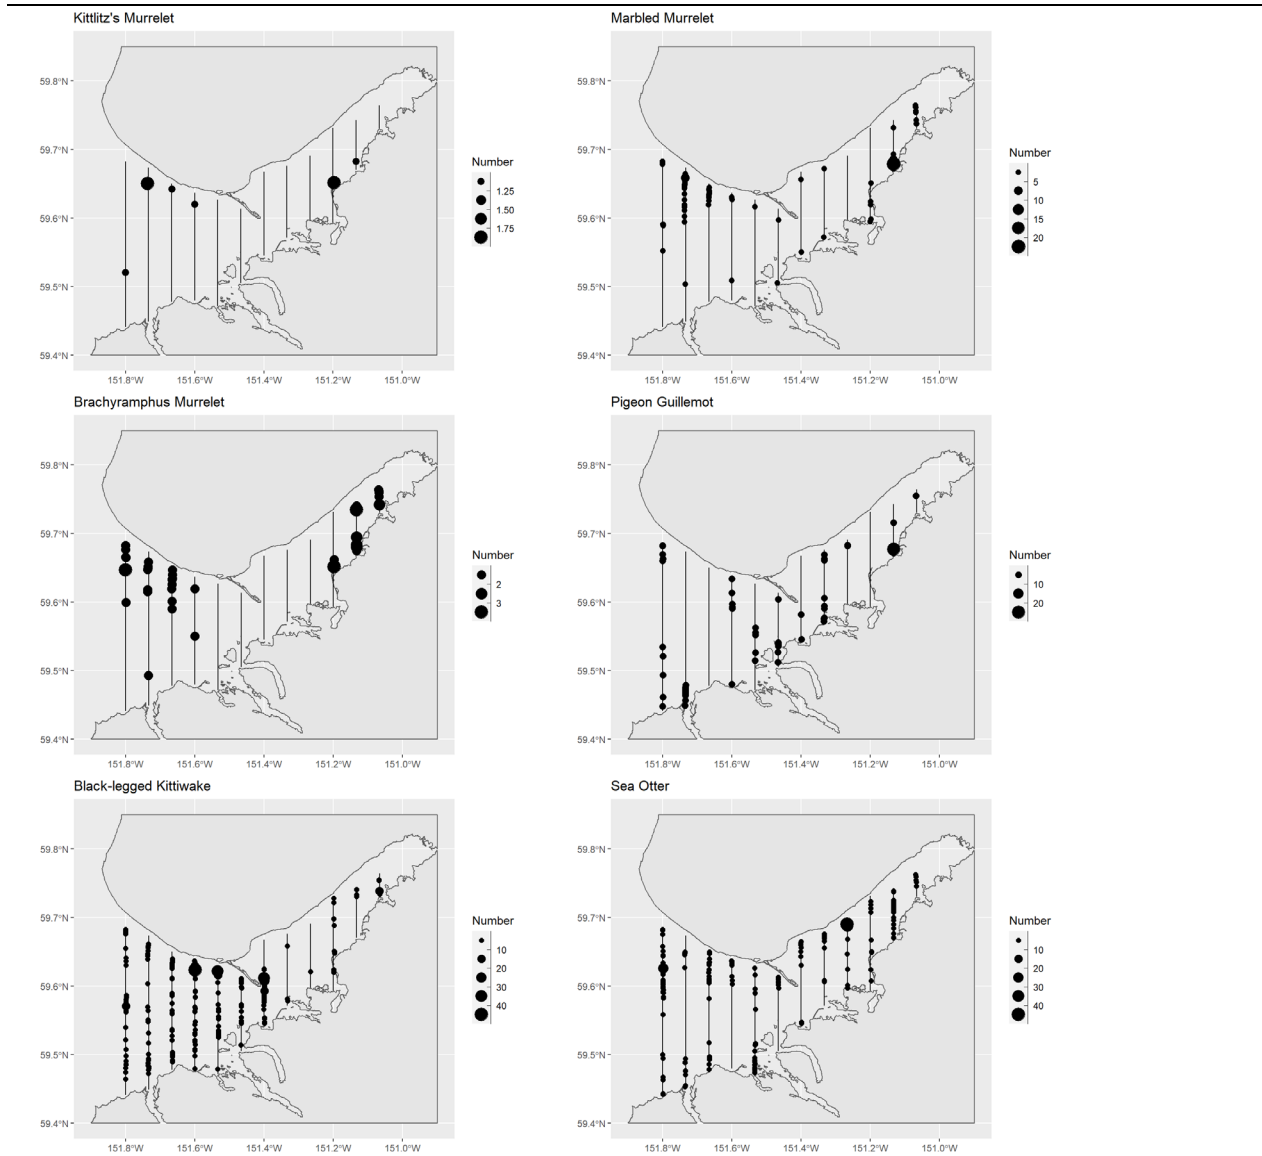 Kittlitz's Murrelet
59.8°N
59.7°N
59.6°N
59.5°N
59.4°N
151.8°W 151.6°W 151.4°W 151.2°W 151.0°W
Number
1.25
1.50
1.75
Marbled Murrelet
59.8°N
59.7°N
59.6°N
59.5°N
59.4°N
151.8°W 151.6°W 151.4°W 151.2°W 151.0°W
Number
5
10
15
20
Brachyramphus Murrelet
59.8°N
59.7°N
59.6°N
59.5°N
59.4°N
151.8°W 151.6°W 151.4°W 151.2°W 151.0°W
Number
2
3
Pigeon Guillemot
59.8°N
59.7°N
59.6°N
59.5°N
59.4°N
151.8°W 151.6°W 151.4°W 151.2°W 151.0°W
Number
10
20
Black-legged Kittiwake
59.8°N
59.7°N
59.6°N
59.5°N
59.4°N
151.8°W 151.6°W 151.4°W 151.2°W 151.0°W
Number
10
20
30
40
Sea Otter
59.8°N
59.7°N
59.6°N
59.5°N
59.4°N
151.8°W 151.6°W 151.4°W 151.2°W 151.0°W
Number
10
20
30
40